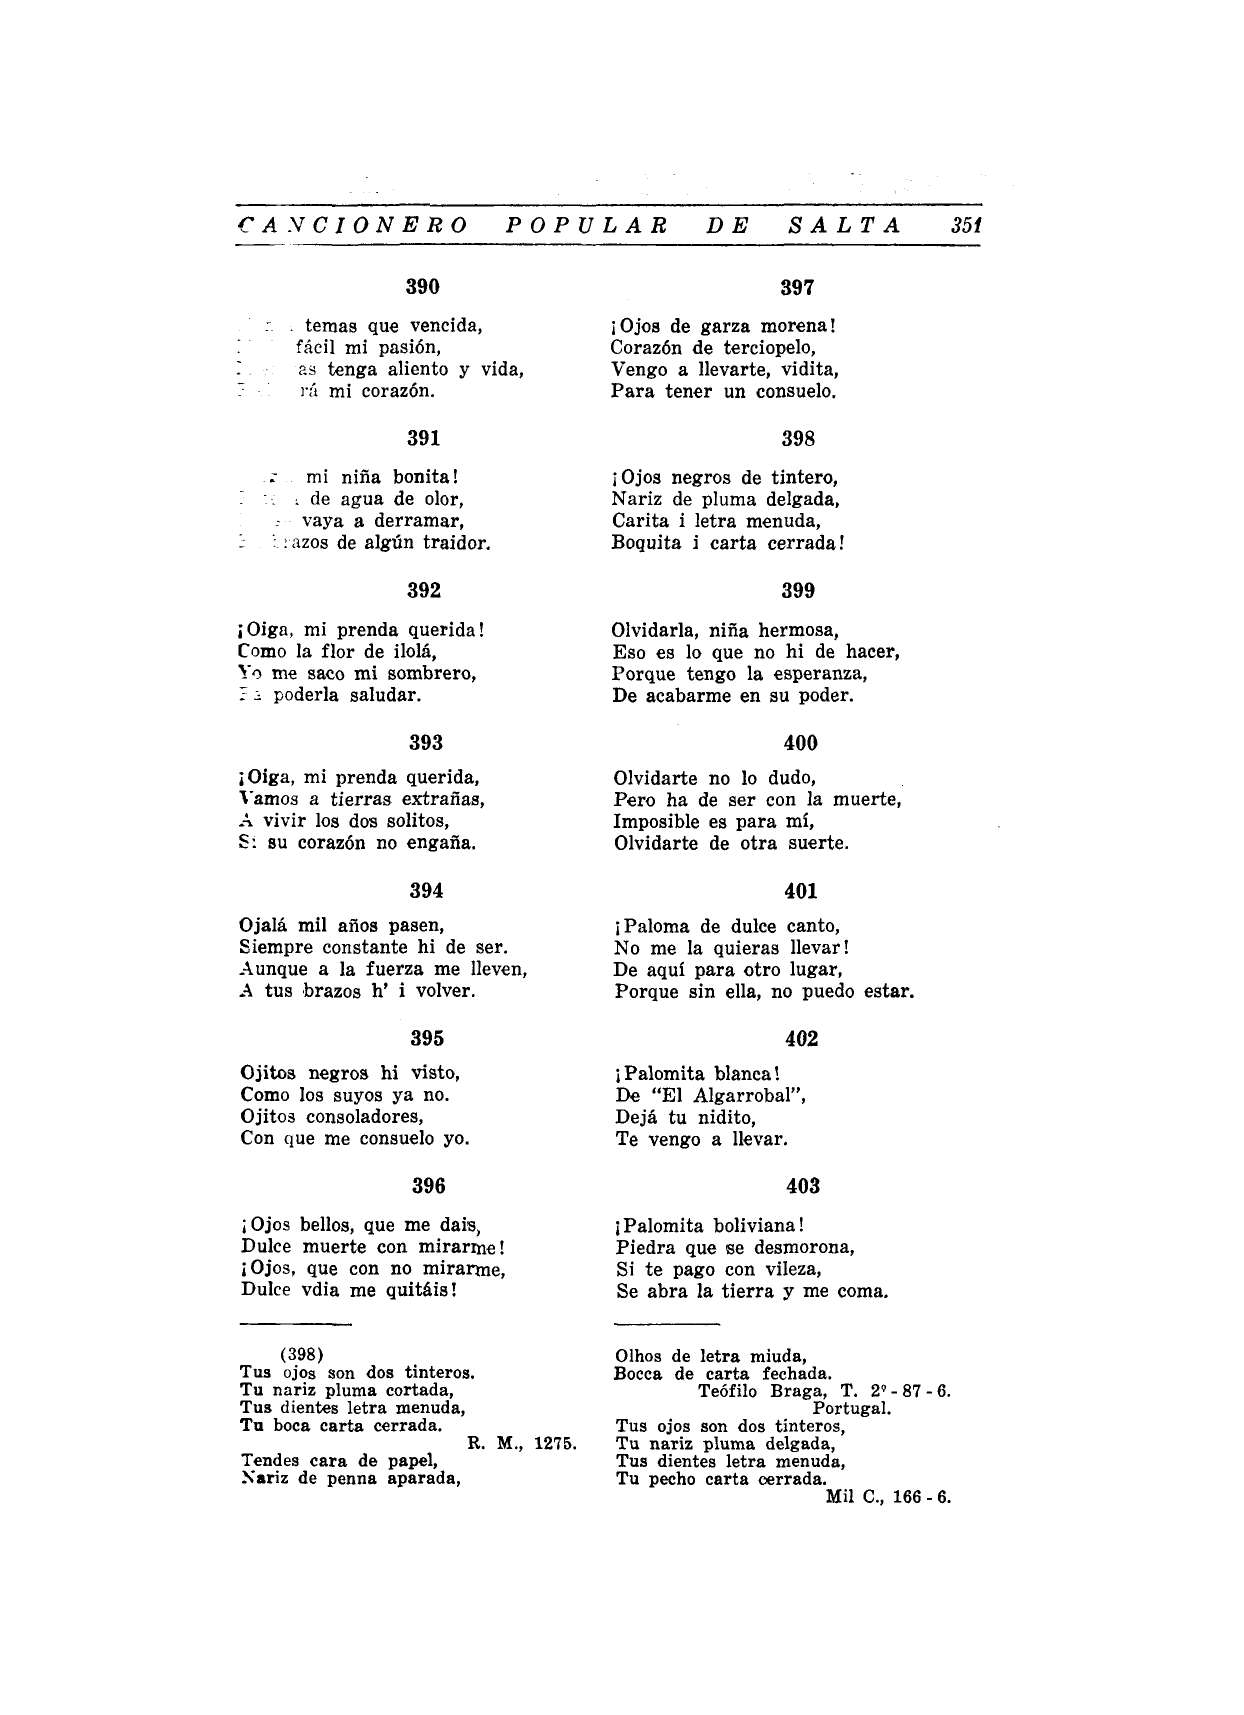 CANCIONERO POPULAR DE SALTA 351
390
temas que vencida,
fácil mi pasión,
tenga aliento y vida,
mi corazón.
391
mi niña bonita!
de agua de olor,
vaya a derramar,
de algún traidor.
392
¡Oiga, mi prenda querida!
Como la flor de ilolá,
Yo me saco mi sombrero,
poderla saludar.
393
¡Oiga, mi prenda querida,
Vamos a tierras extrañas,
A vivir los dos solitos,
Si su corazón no engaña.
394
Ojalá mil años pasen,
Siempre constante hi de ser.
Aunque a la fuerza me lleven,
A tus brazos h' i volver.
395
Ojitos negros hi visto,
Como los suyos ya no.
Ojitos consoladores,
Con que me consuelo yo.
396
¡Ojos bellos, que me dais,
Dulce muerte con mirarme!
¡Ojos, que con no mirarme,
Dulce vdia me quitáis!
397
¡Ojos de garza morena!
Corazón de terciopelo,
Vengo a llevarte, vidita,
Para tener un consuelo.
398
¡Ojos negros de tintero,
Nariz de pluma delgada,
Carita i letra menuda,
Boquita i carta cerrada!
399
Olvidarla, niña hermosa,
Eso es lo que no hi de hacer,
Porque tengo la esperanza,
De acabarme en su poder.
400
Olvidarte no lo dudo,
Pero ha de ser con la muerte,
Imposible es para mí,
Olvidarte de otra suerte.
401
¡Paloma de dulce canto,
No me la quieras llevar!
De aquí para otro lugar,
Porque sin ella, no puedo estar.
402
¡Palomita blanca!
De “El Algarrobal”,
Dejá tu nidito,
Te vengo a llevar.
403
¡Palomita boliviana!
Piedra que se desmorona,
Si te pago con vileza,
Se abra la tierra y me coma.
(398)
Tus ojos son dos tinteros.
Tu nariz pluma cortada,
Tus dientes letra menuda,
Tu boca carta cerrada.
R. M., 1275.
Tendes cara de papel,
Nariz de penna aparada,
Olhos de letra miuda,
Bocca de carta fechada.
Teófilo Braga, T. 2º - 87 - 6.
Portugal.
Tus ojos son dos tinteros,
Tu nariz pluma delgada,
Tus dientes letra menuda,
Tu pecho carta cerrada.
Mil C., 166 - 6.